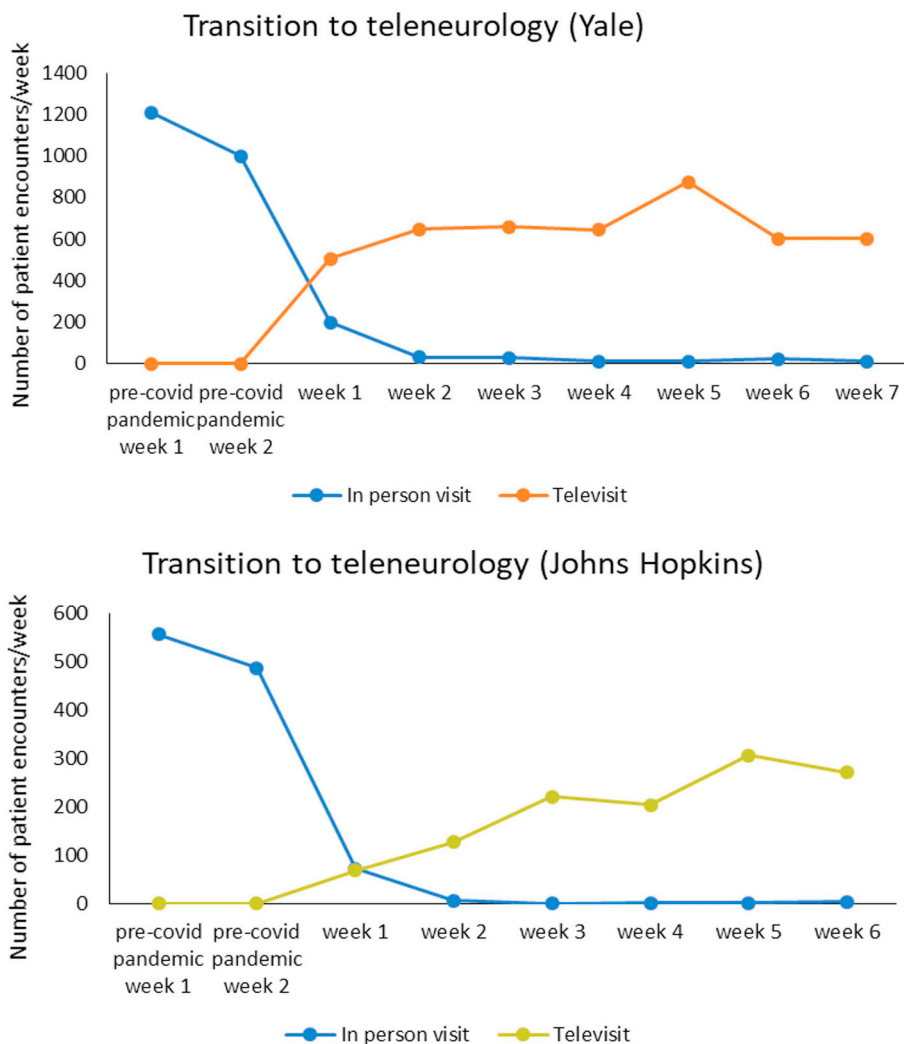 Transition to teleneurology (Yale)
Number of patient encounters/week
1400
1200
1000
800
600
400
200
0
pre-covid pandemic week 1
pre-covid pandemic week 2
week 1
week 2
week 3
week 4
week 5
week 6
week 7
In person visit
Televisit
Transition to teleneurology (Johns Hopkins)
Number of patient encounters/week
600
500
400
300
200
100
0
pre-covid pandemic week 1
pre-covid pandemic week 2
week 1
week 2
week 3
week 4
week 5
week 6
In person visit
Televisit